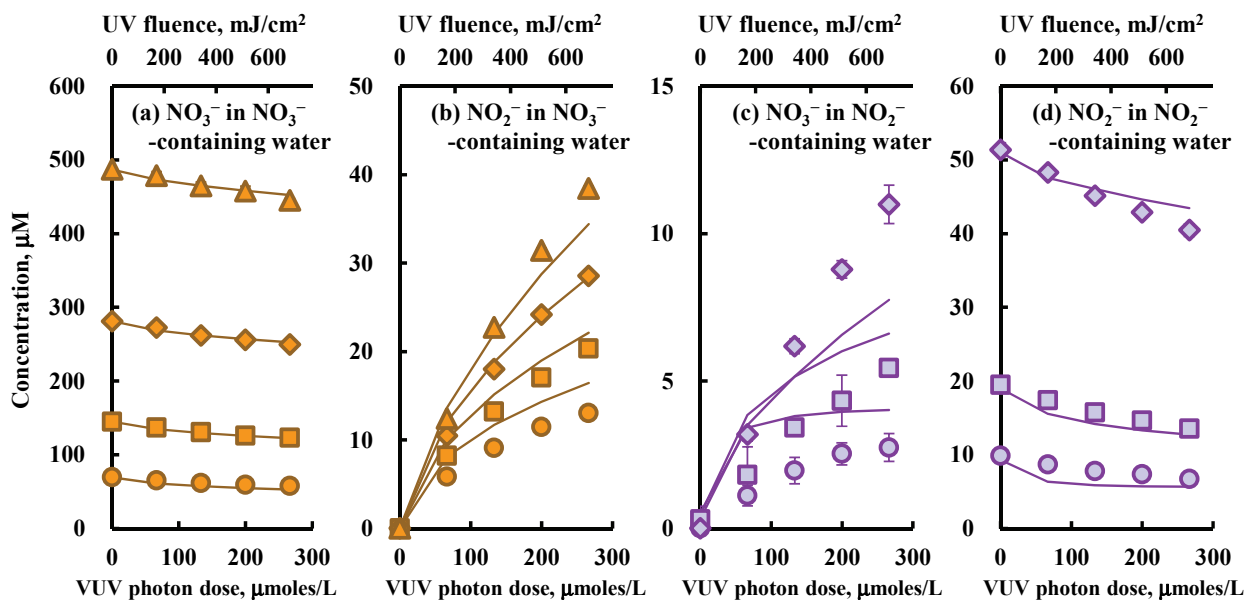 UV fluence, mJ/cm²
UV fluence, mJ/cm²
UV fluence, mJ/cm²
UV fluence, mJ/cm²
0 200 400 600
0 200 400 600
0 200 400 600
0 200 400 600
Concentration, μM
600
500
400
300
200
100
0
(a) NO₃⁻ in NO₃⁻
-containing water
0 100 200 300
50
40
30
20
10
0
(b) NO₂⁻ in NO₃⁻
-containing water
0 100 200 300
15
10
5
0
(c) NO₃⁻ in NO₂⁻
-containing water
0 100 200 300
60
50
40
30
20
10
0
(d) NO₂⁻ in NO₂⁻
-containing water
0 100 200 300
VUV photon dose, μmoles/L
VUV photon dose, μmoles/L
VUV photon dose, μmoles/L
VUV photon dose, μmoles/L